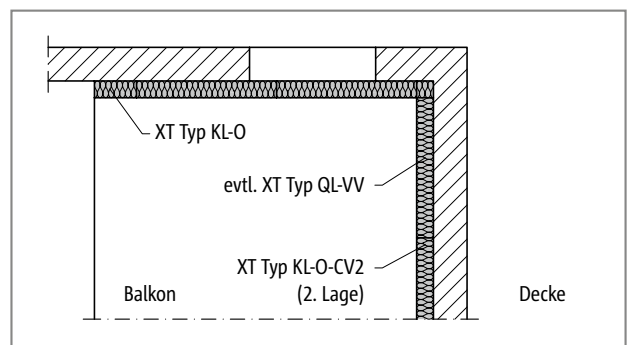 XT Typ KL-O
evtl. XT Typ QL-VV
XT Typ KL-O-CV2
Balkon
(2. Lage)
Decke